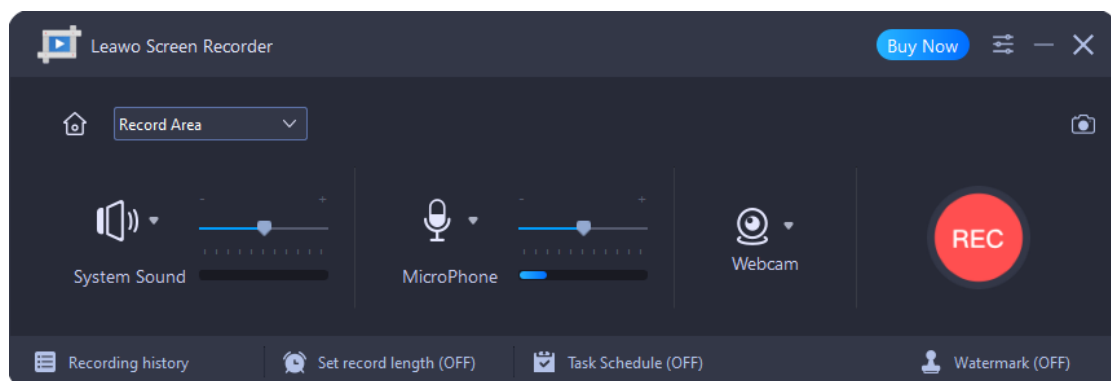 Leawo Screen Recorder
Buy Now
Record Area
- +
- +
System Sound
MicroPhone
Webcam
REC
Recording history
Set record length (OFF)
Task Schedule (OFF)
Watermark (OFF)